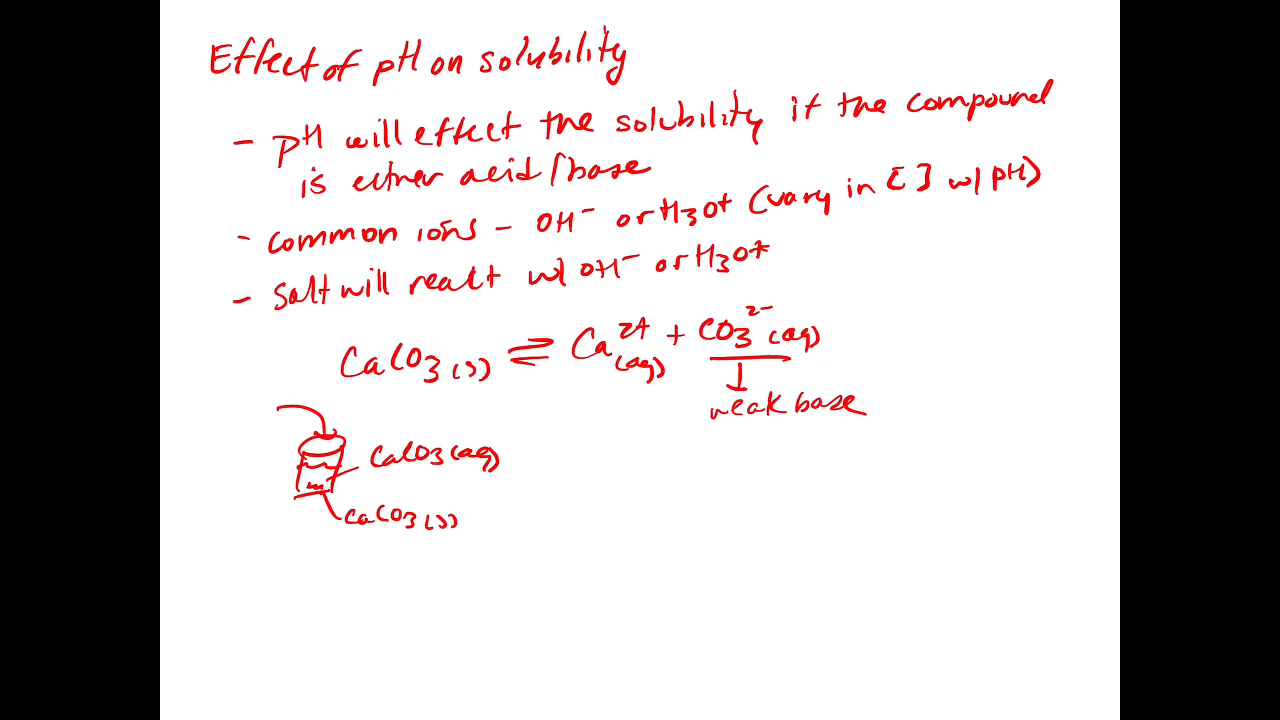 Effect of pH on solubility
- pH will effect the solubility if the compound
is either acid/base
- common ions - OH⁻ or H₃O⁺ (vary in [ ] w/ pH)
- Salt will react w/ OH⁻ or H₃O⁺
CaCO₃(s) ⇌ Ca²⁺(aq) + CO₃²⁻(aq)
weak base
CaCO₃(aq)
CaCO₃(s)